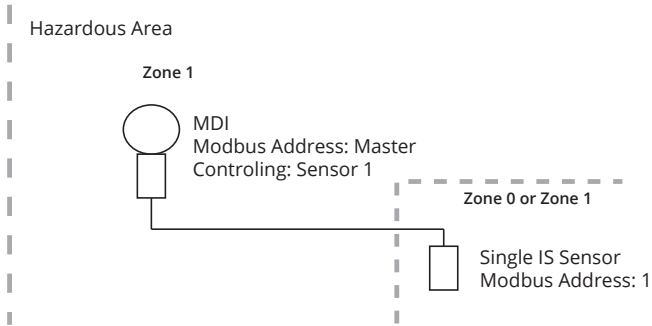 Hazardous Area
Zone 1
MDI
Modbus Address: Master
Controling: Sensor 1
Zone 0 or Zone 1
Single IS Sensor
Modbus Address: 1